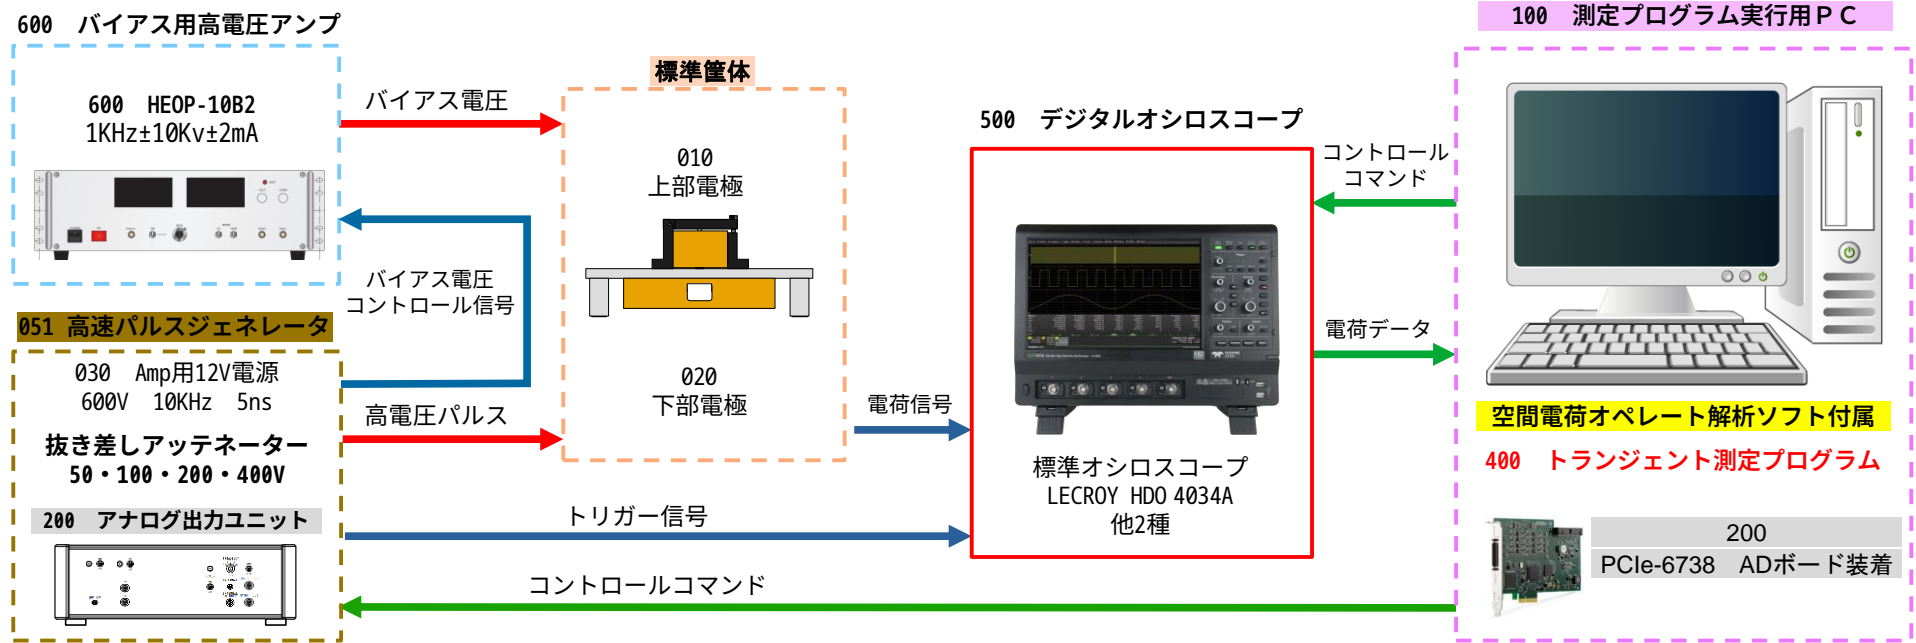 600 バイアス用高電圧アンプ
600 HEOP-10B2
1KHz±10Kv±2mA
バイアス電圧
バイアス電圧
コントロール信号
051 高速パルスジェネレータ
030 Amp用12V電源
600V 10KHz 5ns
抜き差しアッテネーター
50・100・200・400V
200 アナログ出力ユニット
高電圧パルス
トリガー信号
コントロールコマンド
標準筐体
010
上部電極
020
下部電極
電荷信号
500 デジタルオシロスコープ
標準オシロスコープ
LECROY HDO 4034A
他2種
コントロール
コマンド
電荷データ
100 測定プログラム実行用ＰＣ
空間電荷オペレート解析ソフト付属
400 トランジェント測定プログラム
200
PCIe-6738 ADボード装着